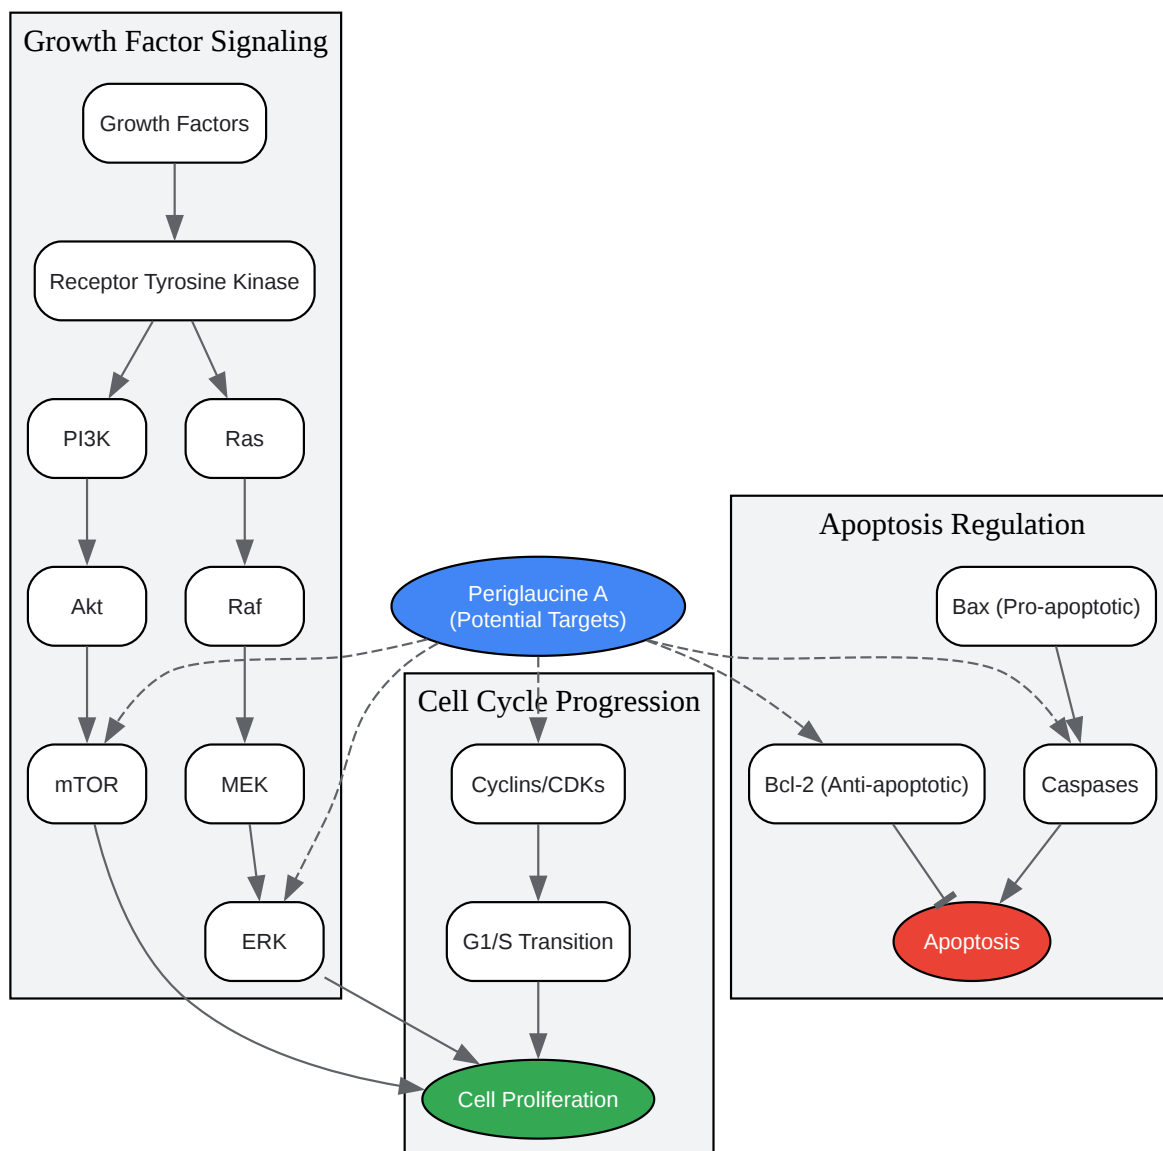 Growth Factor Signaling
Growth Factors
Receptor Tyrosine Kinase
PI3K
Ras
Akt
Raf
mTOR
MEK
ERK
Periglaucine A
(Potential Targets)
Cell Cycle Progression
Cyclins/CDKs
G1/S Transition
Cell Proliferation
Apoptosis Regulation
Bax (Pro-apoptotic)
Bcl-2 (Anti-apoptotic)
Caspases
Apoptosis